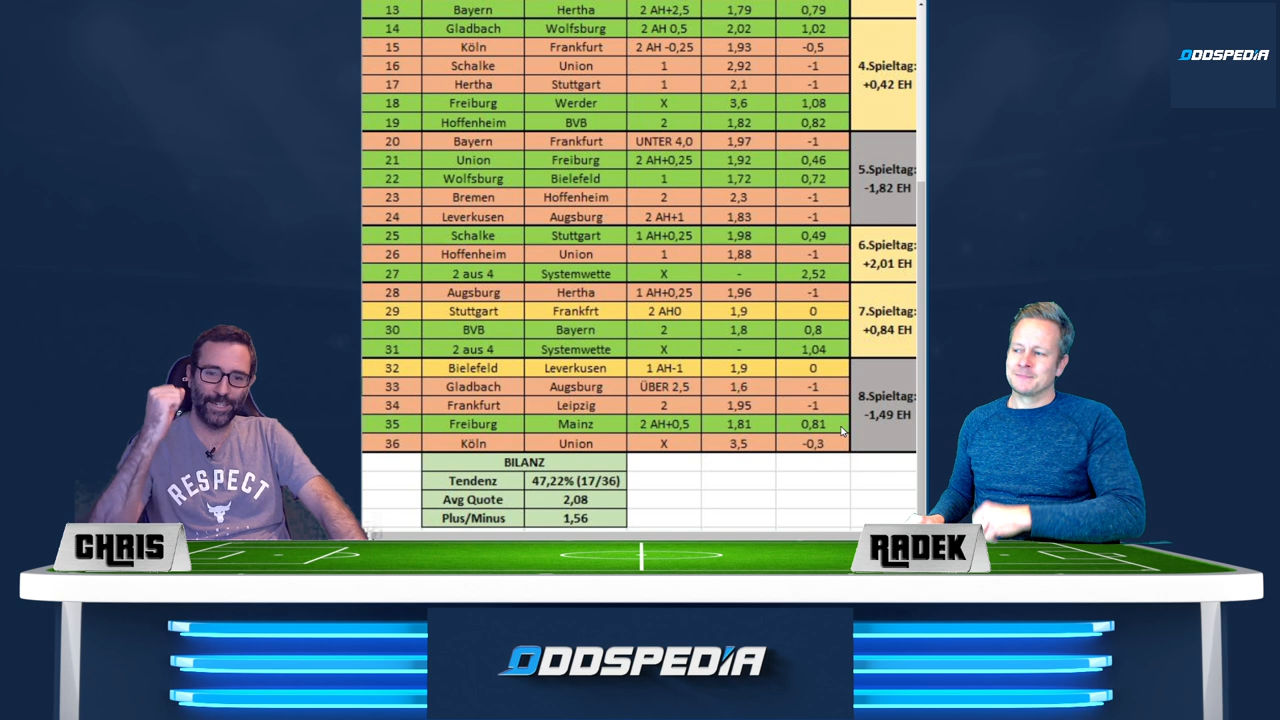 13 Bayern Hertha 2 AH+2,5 1,79 0,79
14 Gladbach Wolfsburg 2 AH 0,5 2,02 1,02
15 Köln Frankfurt 2 AH -0,25 1,93 -0,5
16 Schalke Union 1 2,92 -1
17 Hertha Stuttgart 1 2,1 -1
18 Freiburg Werder X 3,6 1,08
19 Hoffenheim BVB 2 1,82 0,82
4.Spieltag:
+0,42 EH
20 Bayern Frankfurt UNTER 4,0 1,97 -1
21 Union Freiburg 2 AH+0,25 1,92 0,46
22 Wolfsburg Bielefeld 1 1,72 0,72
23 Bremen Hoffenheim 2 2,3 -1
24 Leverkusen Augsburg 2 AH+1 1,83 -1
5.Spieltag:
-1,82 EH
25 Schalke Stuttgart 1 AH+0,25 1,98 0,49
26 Hoffenheim Union 1 1,88 -1
27 2 aus 4 Systemwette X - 2,52
6.Spieltag:
+2,01 EH
28 Augsburg Hertha 1 AH+0,25 1,96 -1
29 Stuttgart Frankfrt 2 AH0 1,9 0
30 BVB Bayern 2 1,8 0,8
31 2 aus 4 Systemwette X - 1,04
7.Spieltag:
+0,84 EH
32 Bielefeld Leverkusen 1 AH-1 1,9 0
33 Gladbach Augsburg ÜBER 2,5 1,6 -1
34 Frankfurt Leipzig 2 1,95 -1
35 Freiburg Mainz 2 AH+0,5 1,81 0,81
36 Köln Union X 3,5 -0,3
8.Spieltag:
-1,49 EH
BILANZ
Tendenz 47,22% (17/36)
Avg Quote 2,08
Plus/Minus 1,56
ODDSPEDIA
RESPECT
CHRIS
RADEK
ODDSPEDIA